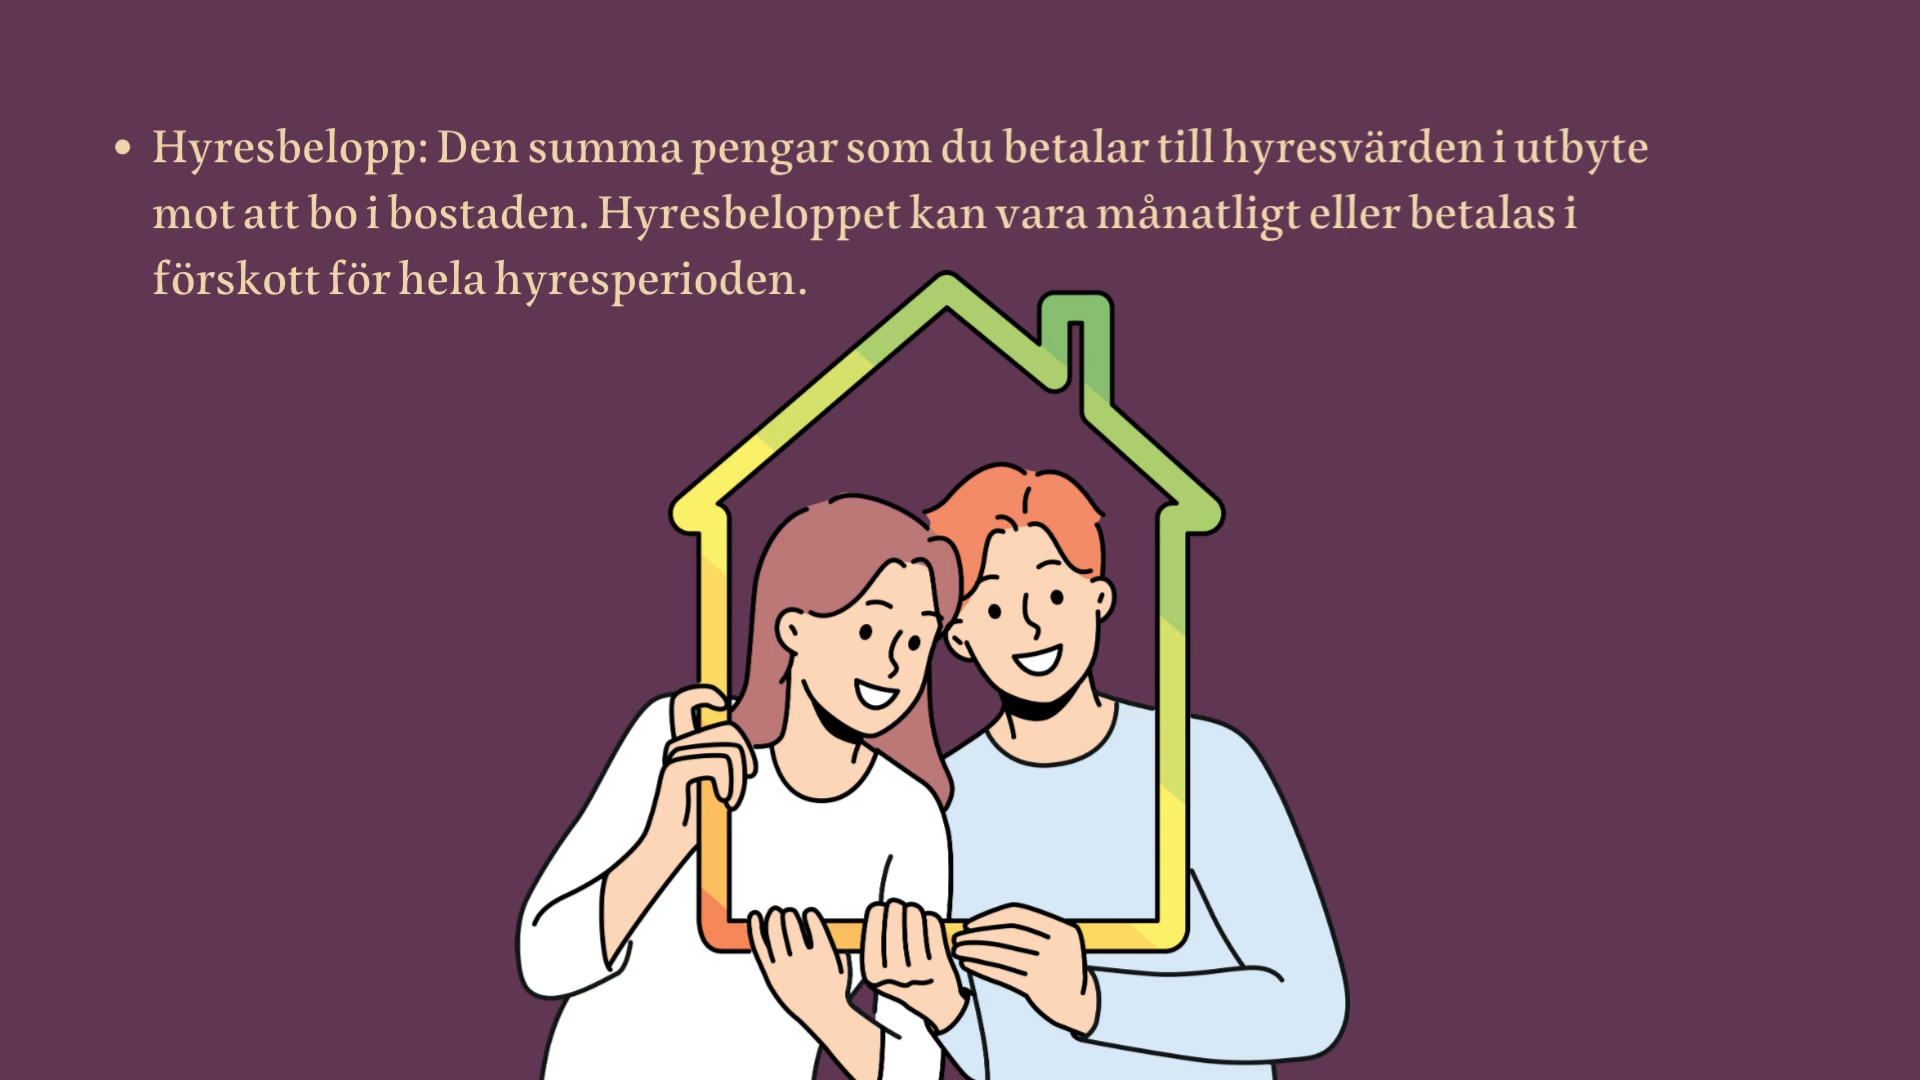 • Hyresbelopp: Den summa pengar som du betalar till hyresvärden i utbyte
mot att bo i bostaden. Hyresbeloppet kan vara månatligt eller betalas i
förskott för hela hyresperioden.